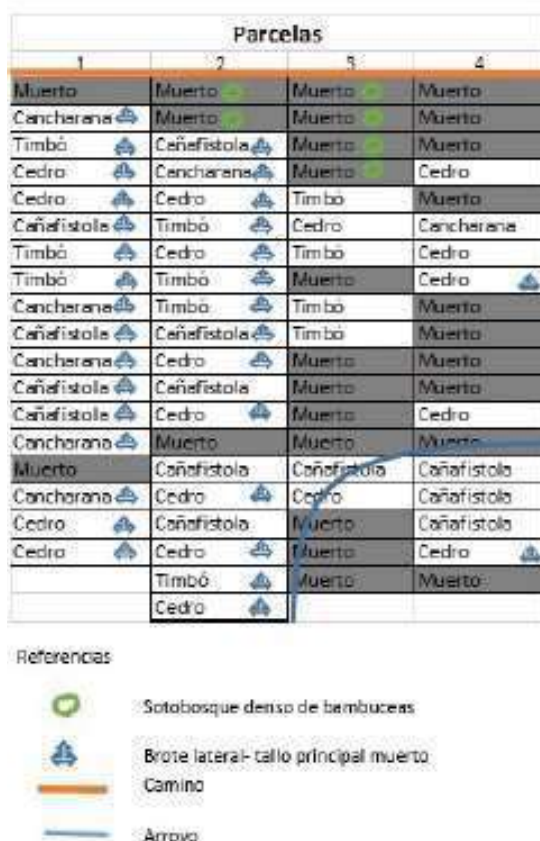 Parcelas
1 2 3 4
Muerto Muerto Muerto Muerto
Cancharana Muerto Muerto Muerto
Timbó Cañafistola Muerto Muerto
Cedro Cancharana Muerto Cedro
Cedro Cedro Timbó Muerto
Cañafistola Timbó Cedro Cancharana
Timbó Cedro Timbó Cedro
Timbó Timbó Muerto Cedro
Cancharana Timbó Timbó Muerto
Cañafistola Cañafistola Timbó Muerto
Cancharana Cedro Muerto Muerto
Cañafistola Cañafistola Muerto Muerto
Cañafistola Cedro Muerto Cedro
Cancharana Muerto Muerto Muerto
Muerto Cañafistola Cañafistola Cañafistola
Cancharana Cedro Cedro Cañafistola
Cedro Cañafistola Muerto Cañafistola
Cedro Cedro Muerto Cedro
Timbó Muerto Muerto
Cedro
Referencias
Sotobosque denso de bambuceas
Brote lateral- tallo principal muerto
Camino
Arroyo